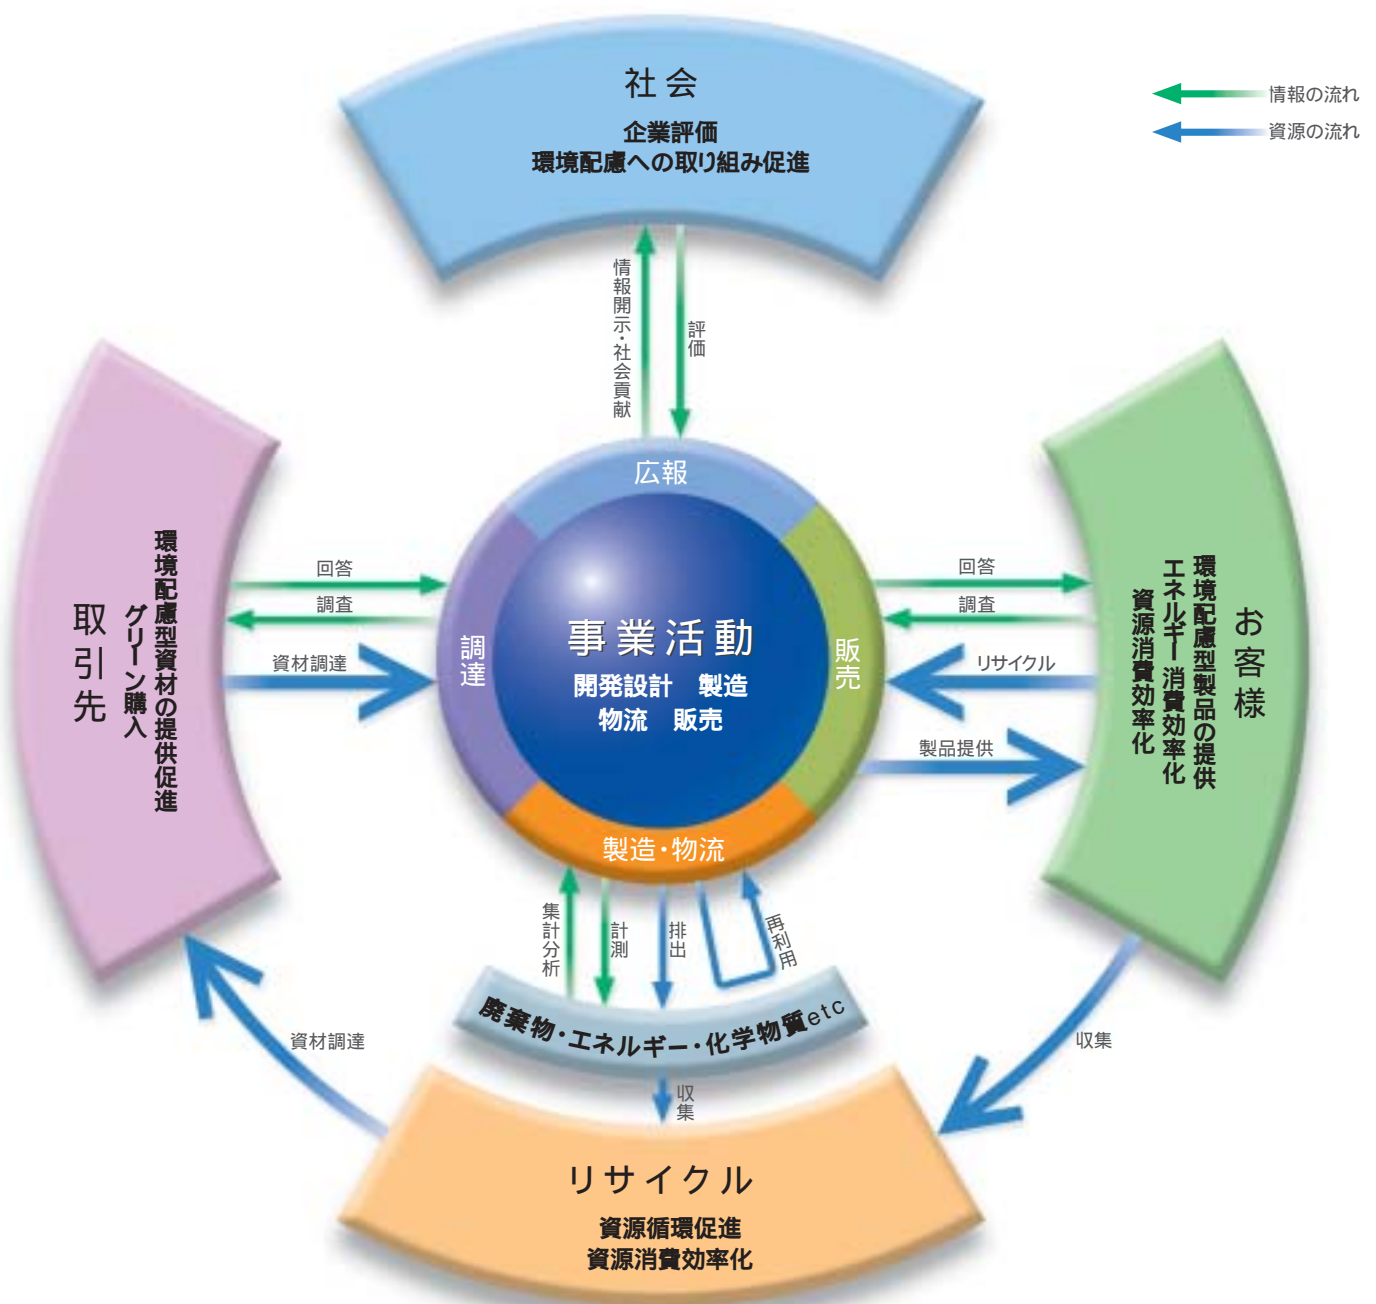 社会
企業評価
環境配慮への取り組み促進
情報の流れ
資源の流れ
情報開示・社会貢献
評価
広報
取引先
環境配慮型資材の提供促進
グリーン購入
回答
調査
資材調達
調達
事業活動
開発設計　製造
物流　販売
販売
回答
調査
リサイクル
製品提供
お客様
環境配慮型製品の提供
エネルギー消費効率化
資源消費効率化
製造・物流
集計分析
計測
排出
再利用
廃棄物・エネルギー・化学物質etc
収集
資材調達
収集
リサイクル
資源循環促進
資源消費効率化